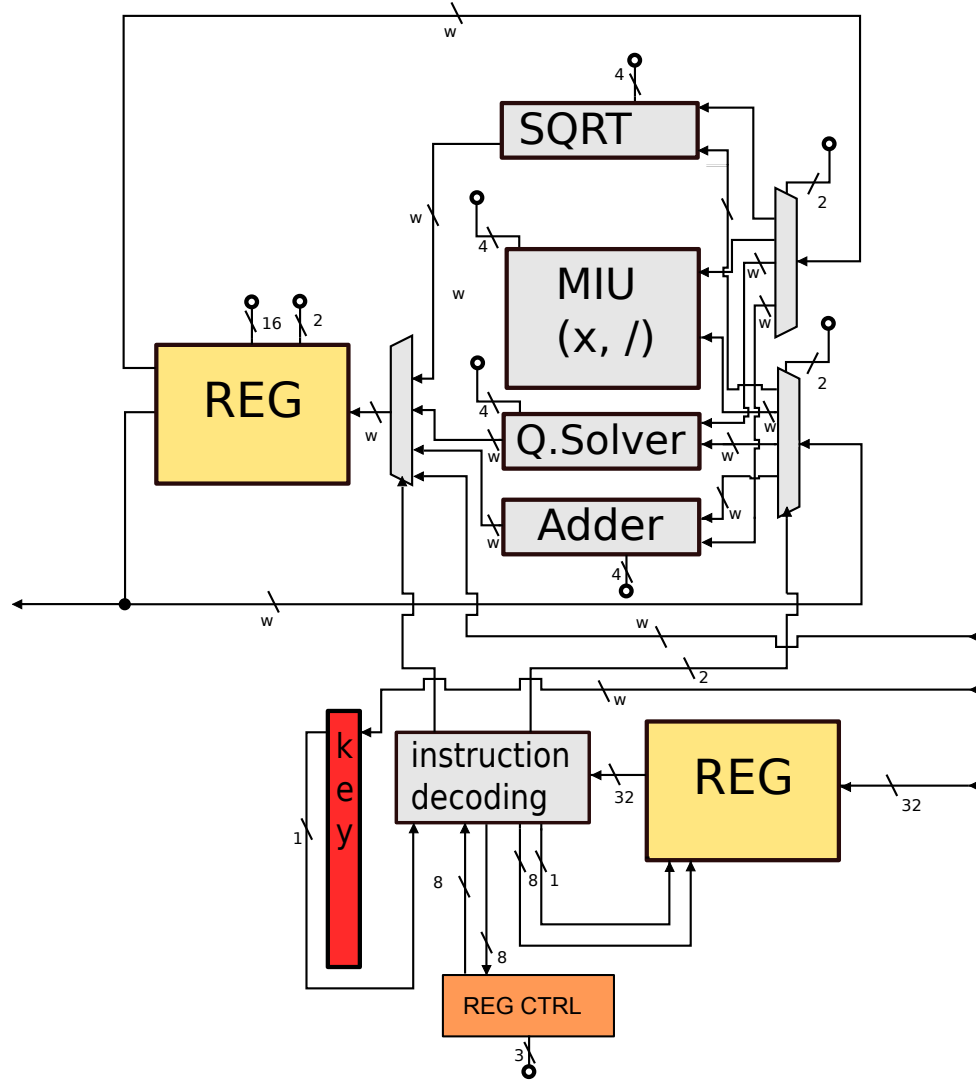 w
4
SQRT
2
w
4
MIU
(x, /)
w
w
w
16
2
2
REG
4
w
w
Q.Solver
w
w
w
Adder
w
4
w
w
2
w
k
e
y
instruction
decoding
REG
32
32
1
8
8
1
8
REG CTRL
3